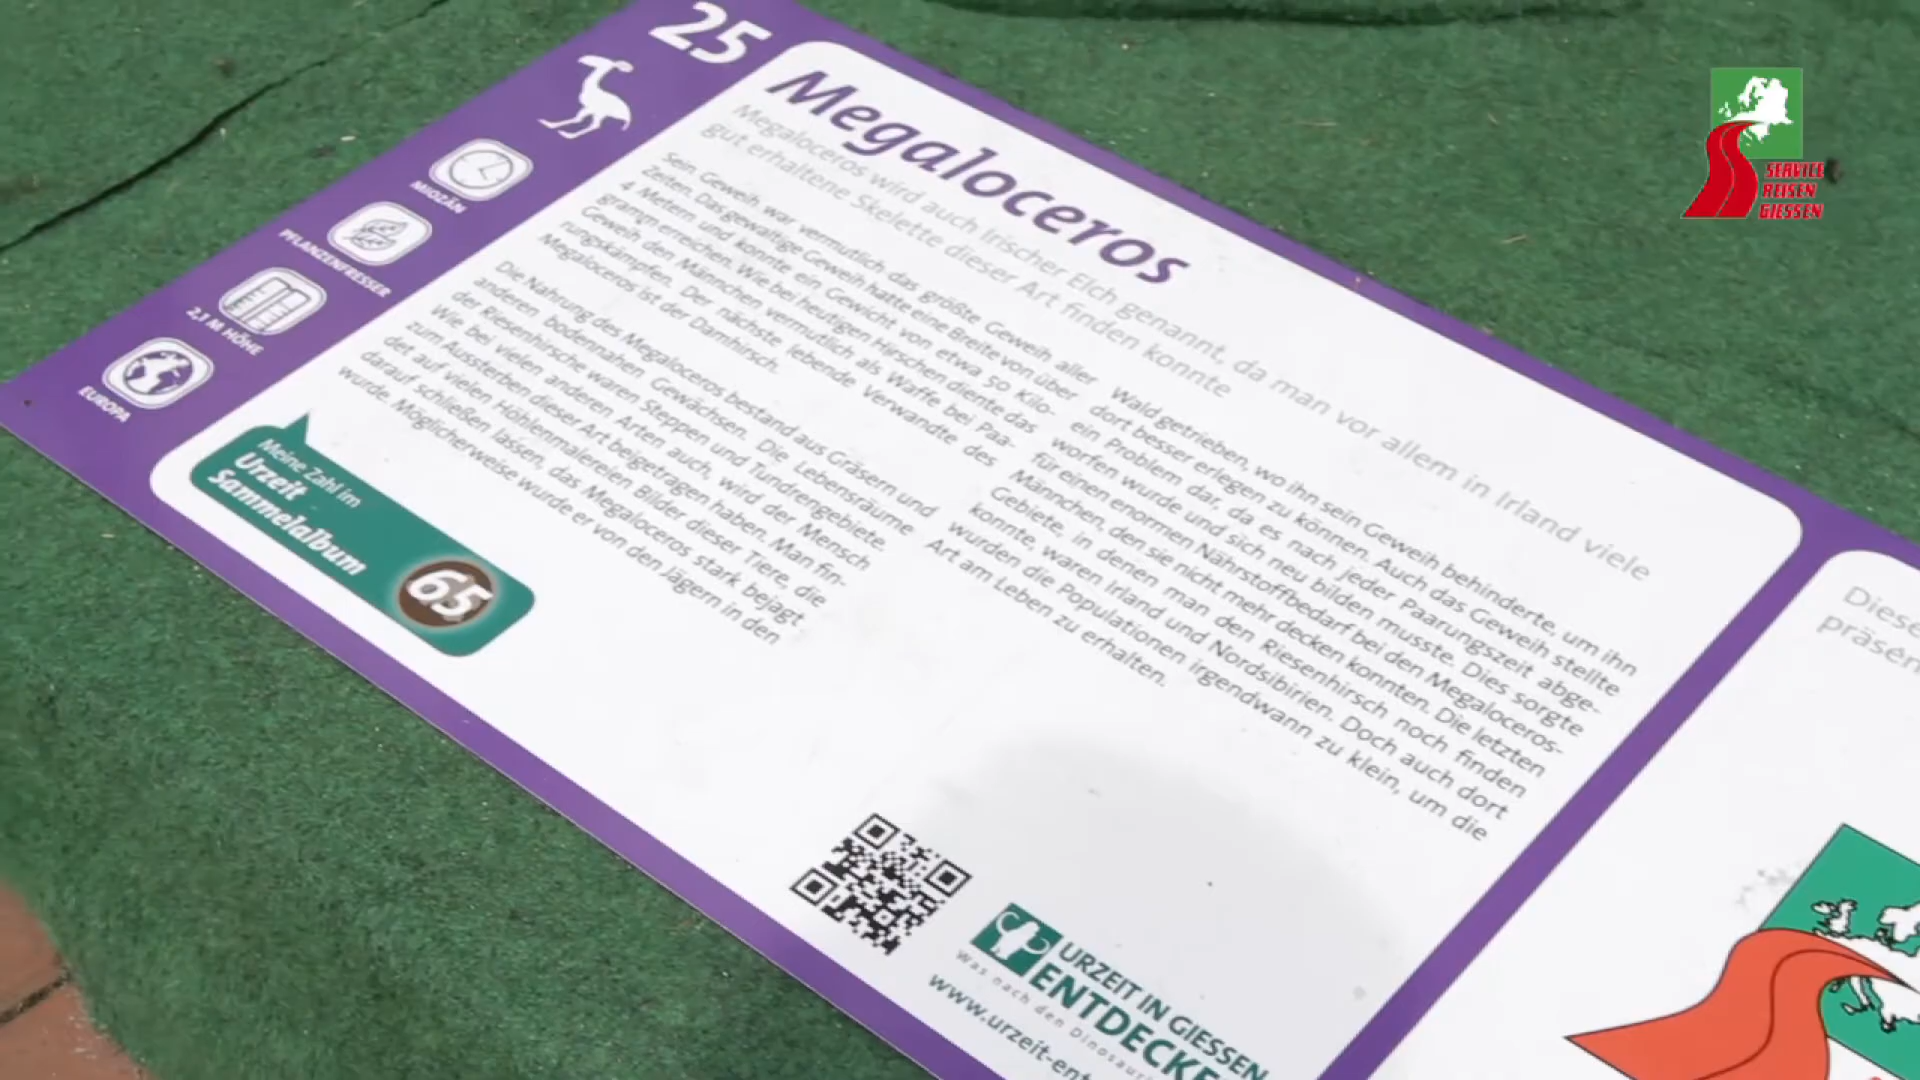 25
Megaloceros
Megaloceros wird auch Irischer Elch genannt, da man vor allem in Irland viele
gut erhaltene Skelette dieser Art finden konnte
MIOZÄN
PFLANZENFRESSER
2,1 M HÖHE
EUROPA
Sein Geweih war vermutlich das größte Geweih aller
Zeiten. Das gewaltige Geweih hatte eine Breite von über
4 Metern und konnte ein Gewicht von etwa 50 Kilo-
gramm erreichen. Wie bei heutigen Hirschen diente das
Geweih den Männchen vermutlich als Waffe bei Paa-
rungskämpfen. Der nächste lebende Verwandte des
Megaloceros ist der Damhirsch.
Die Nahrung des Megaloceros bestand aus Gräsern und
anderen bodennahen Gewächsen. Die Lebensräume
der Riesenhirsche waren Steppen und Tundrengebiete.
Wie bei vielen anderen Arten auch, wird der Mensch
zum Aussterben dieser Art beigetragen haben. Man fin-
det auf vielen Höhlenmalereien Bilder dieser Tiere, die
darauf schließen lassen, das Megaloceros stark bejagt
wurde. Möglicherweise wurde er von den Jägern in den
Wald getrieben, wo ihn sein Geweih behinderte, um ihn
dort besser erlegen zu können. Auch das Geweih stellte
ein Problem dar, da es nach jeder Paarungszeit abge-
worfen wurde und sich neu bilden musste. Dies sorgte
für einen enormen Nährstoffbedarf bei den Megaloceros-
Männchen, den sie nicht mehr decken konnten. Die letzten
Gebiete, in denen man den Riesenhirsch noch finden
konnte, waren Irland und Nordsibirien. Doch auch dort
wurden die Populationen irgendwann zu klein, um die
Art am Leben zu erhalten.
Meine Zahl im
Urzeit
Sammelalbum
65
URZEIT IN GIESSEN
ENTDECKE
Was nach den Dinosauri
www.urzeit-ent
Diese
präsen
SERVICE
REISEN
GIESSEN